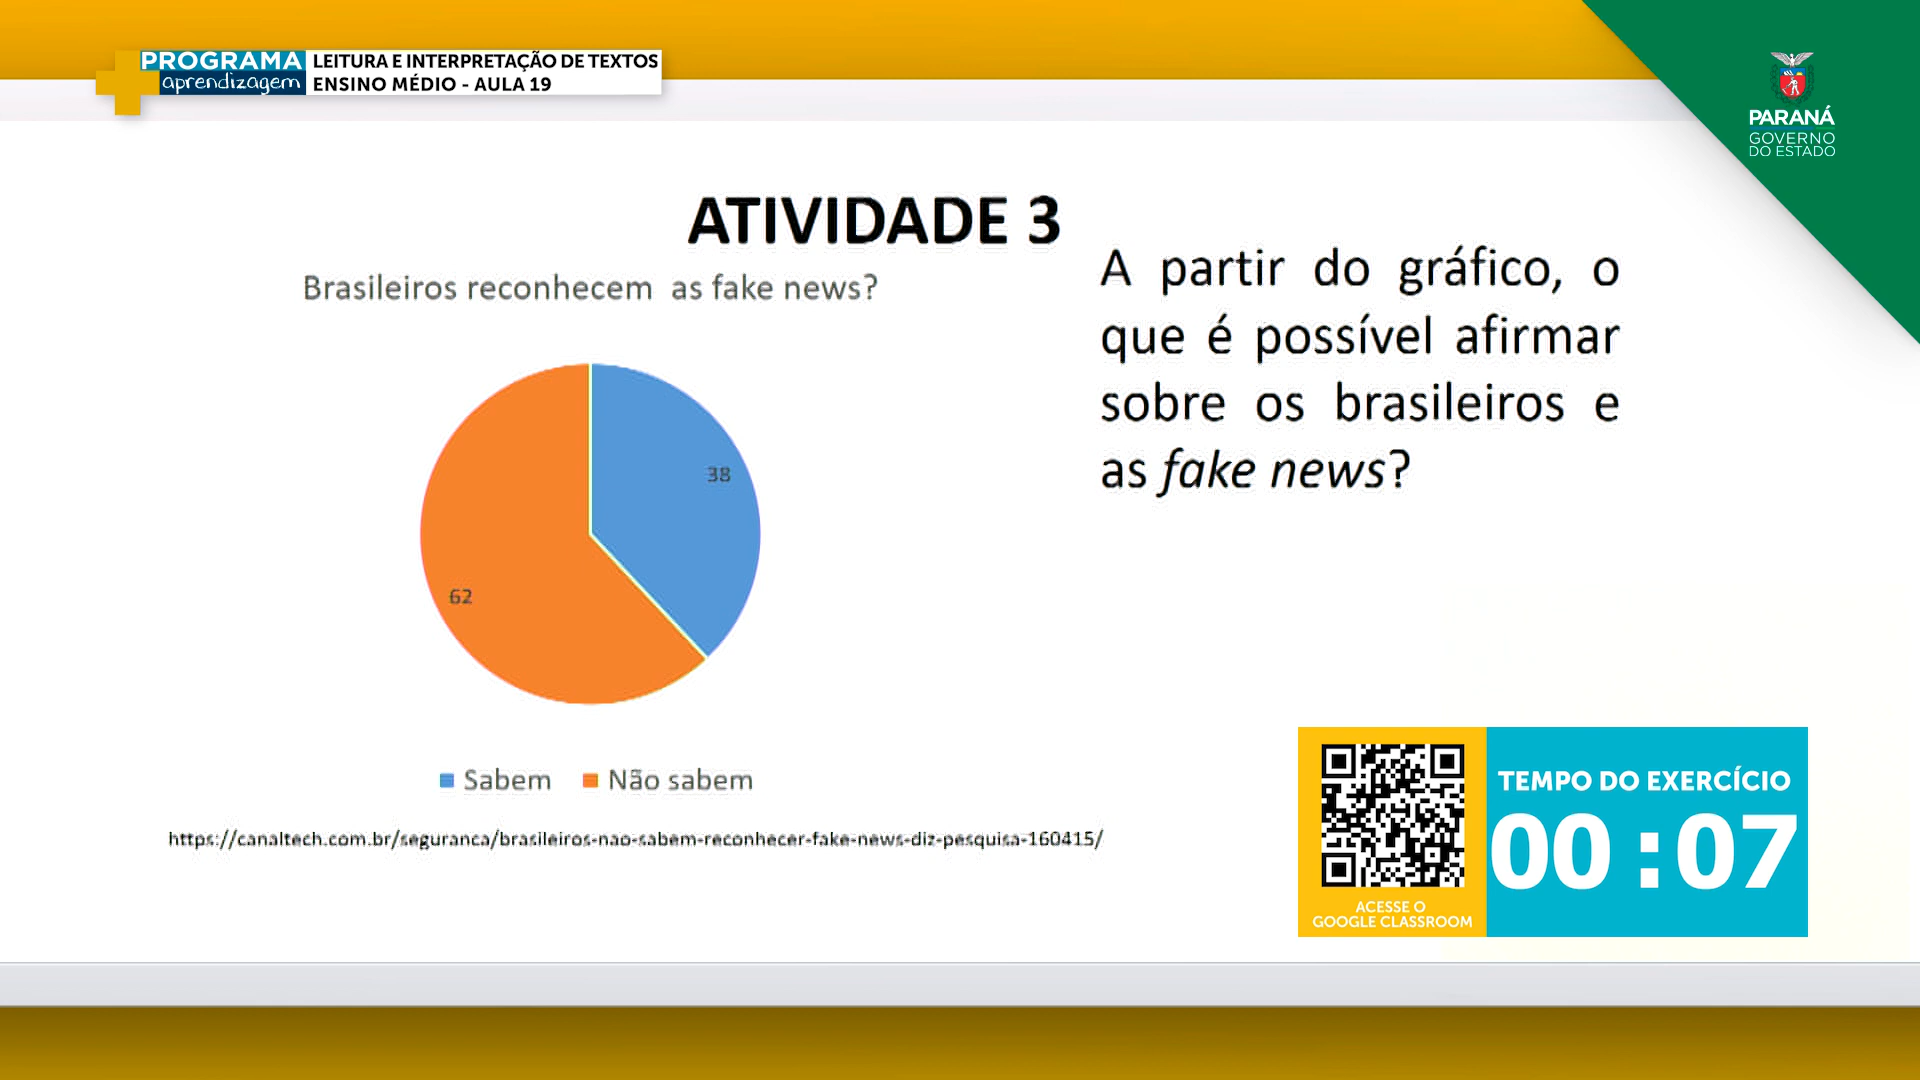 PROGRAMA
aprendizagem
LEITURA E INTERPRETAÇÃO DE TEXTOS
ENSINO MÉDIO - AULA 19
PARANÁ
GOVERNO
DO ESTADO
ATIVIDADE 3
Brasileiros reconhecem as fake news?
38
62
Sabem
Não sabem
https://canaltech.com.br/seguranca/brasileiros-nao-sabem-reconhecer-fake-news-diz-pesquisa-160415/
A partir do gráfico, o
que é possível afirmar
sobre os brasileiros e
as fake news?
ACESSE O
GOOGLE CLASSROOM
TEMPO DO EXERCÍCIO
00:07